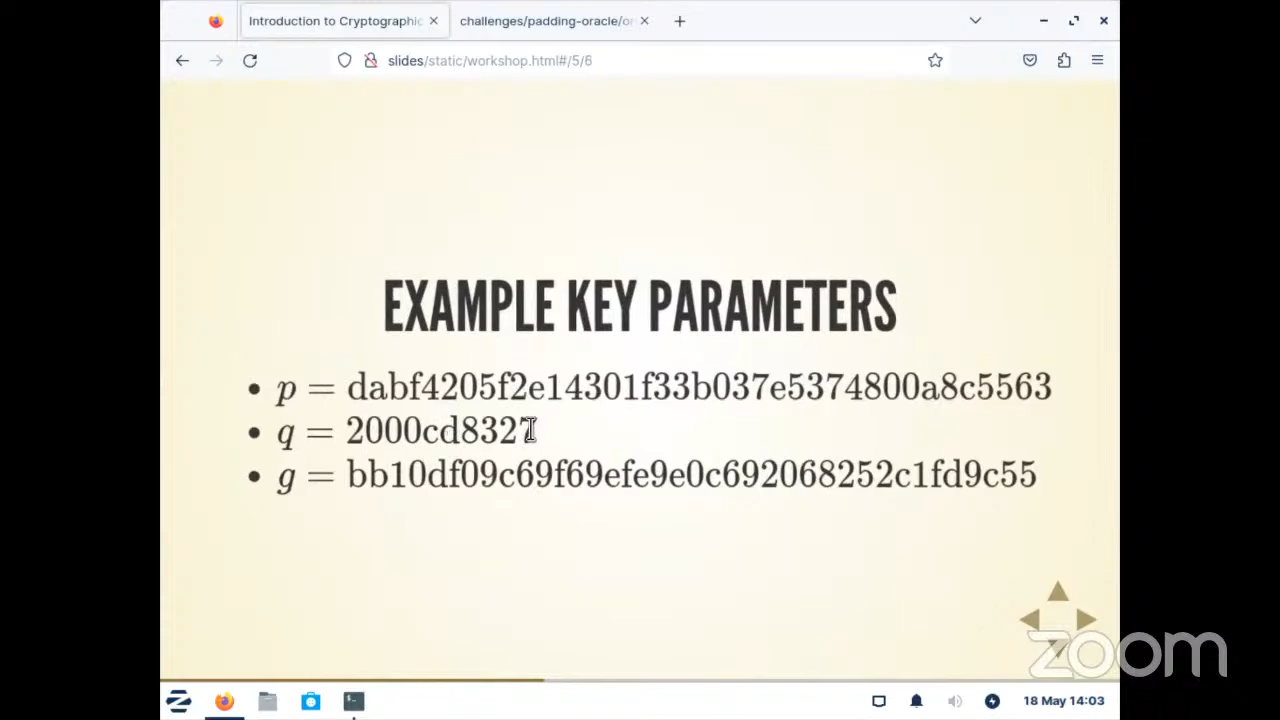 Introduction to Cryptographic
challenges/padding-oracle/or
slides/static/workshop.html#/5/6
EXAMPLE KEY PARAMETERS
• p = dabf4205f2e14301f33b037e5374800a8c5563
• q = 2000cd8327
• g = bb10df09c69f69efe9e0c692068252c1fd9c55
zoom
18 May 14:03